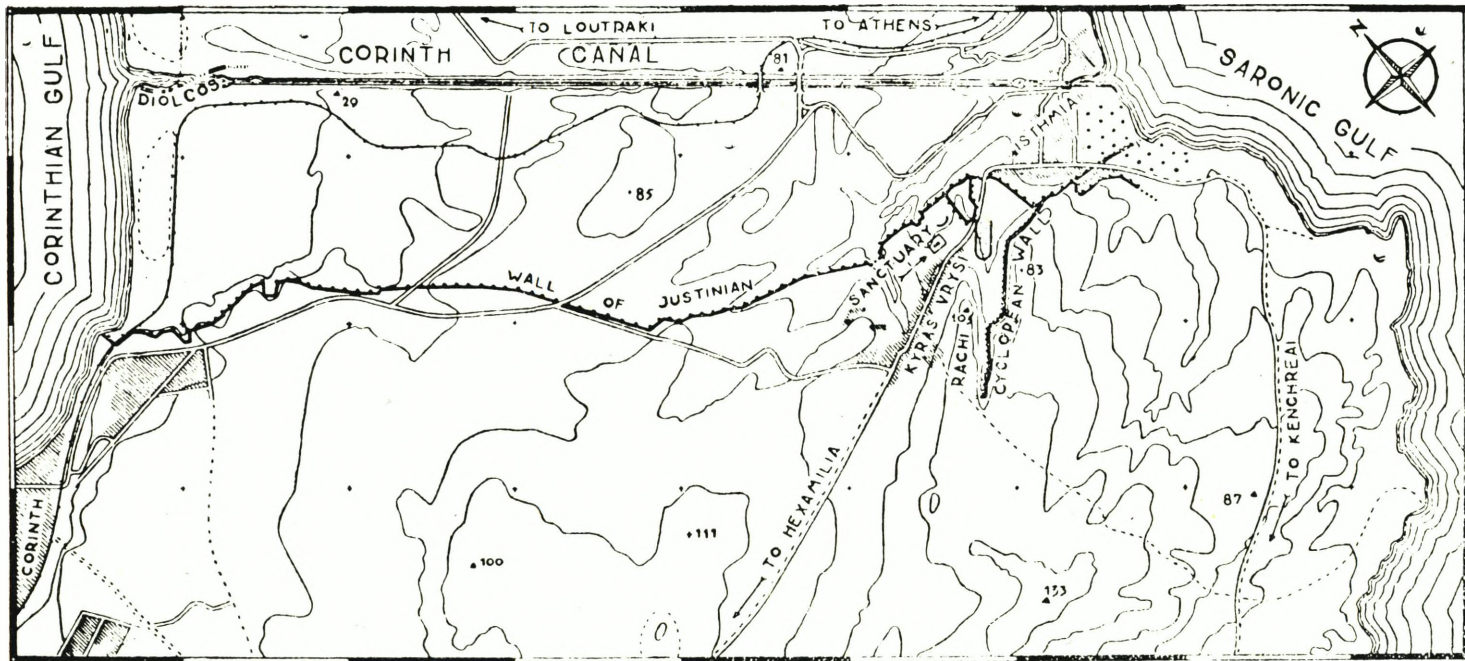 TO LOUTRAKI
TO ATHENS
CORINTH CANAL
81
N
SARONIC GULF
CORINTHIAN GULF
DIOLCOS
29
ISTHMIA
85
WALL OF JUSTINIAN
SANCTUARY
KYRAS VRYSI
RACHI
CYCLOPEAN WALL
83
TO HEXAMILIA
TO KENCHREAI
87
CORINTH
100
111
133